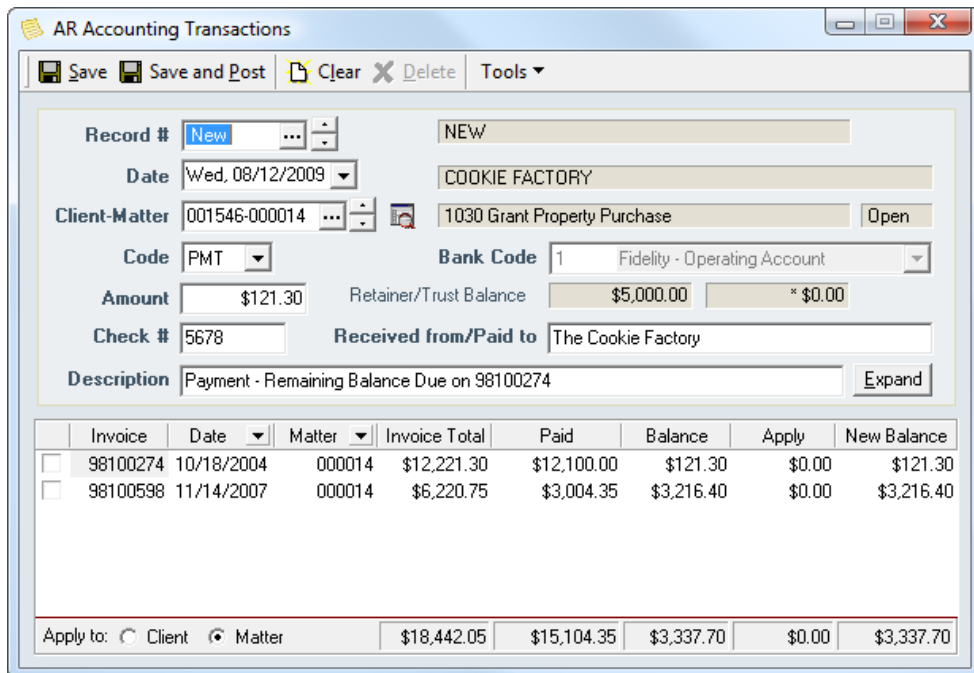 AR Accounting Transactions
Save Save and Post Clear Delete Tools
Record # New ... NEW
Date Wed, 08/12/2009 COOKIE FACTORY
Client-Matter 001546-000014 ... 1030 Grant Property Purchase Open
Code PMT Bank Code 1 Fidelity - Operating Account
Amount $121.30 Retainer/Trust Balance $5,000.00 * $0.00
Check # 5678 Received from/Paid to The Cookie Factory
Description Payment - Remaining Balance Due on 98100274 Expand
Invoice Date Matter Invoice Total Paid Balance Apply New Balance
98100274 10/18/2004 000014 $12,221.30 $12,100.00 $121.30 $0.00 $121.30
98100598 11/14/2007 000014 $6,220.75 $3,004.35 $3,216.40 $0.00 $3,216.40
Apply to: Client Matter $18,442.05 $15,104.35 $3,337.70 $0.00 $3,337.70